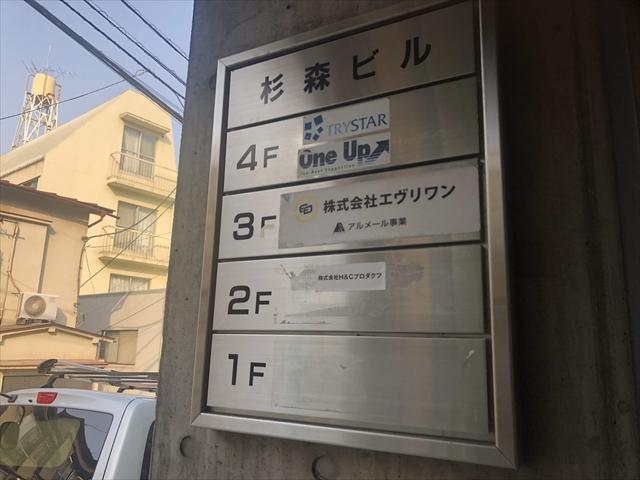 杉森ビル
4F
TRYSTAR
One Up
The Best Supporting
3F
株式会社エヴリワン
アルメール事業
2F
株式会社H&Cプロダクツ
1F